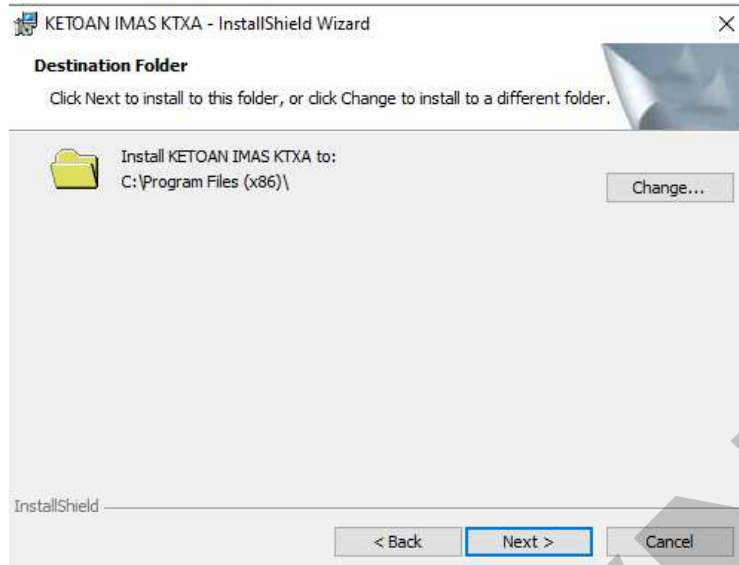 KETOAN IMAS KTXA - InstallShield Wizard
Destination Folder
Click Next to install to this folder, or click Change to install to a different folder.
Install KETOAN IMAS KTXA to:
C:\Program Files (x86)\
Change...
InstallShield
< Back
Next >
Cancel